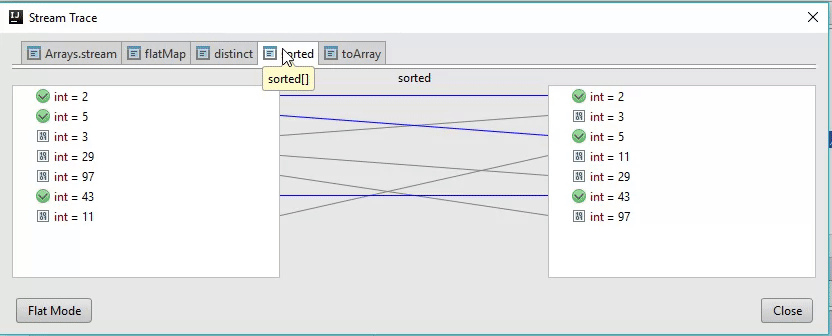 IJ Stream Trace
Arrays.stream flatMap distinct sorted toArray
sorted[]
sorted
int = 2
int = 5
int = 3
int = 29
int = 97
int = 43
int = 11
int = 2
int = 3
int = 5
int = 11
int = 29
int = 43
int = 97
Flat Mode Close